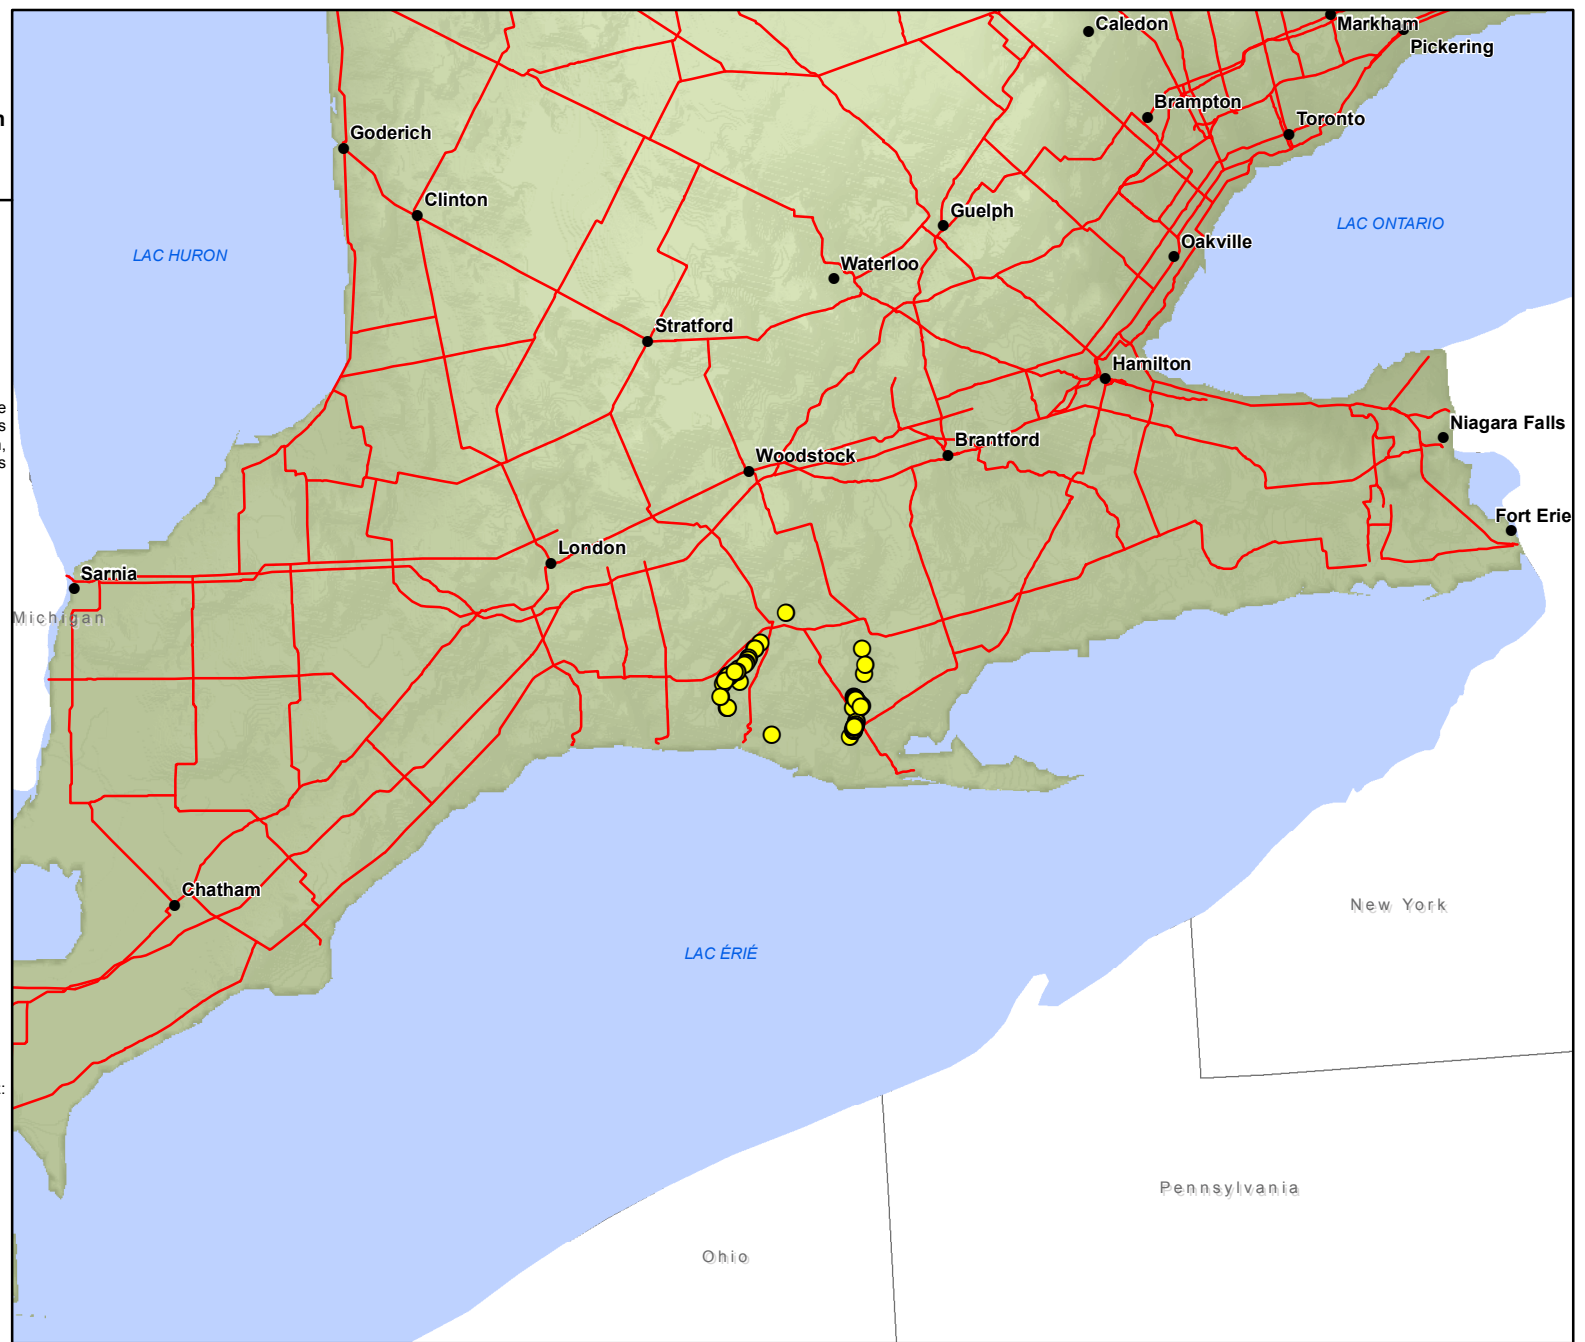 Caledon
Markham
Pickering
Brampton
Toronto
Goderich
Clinton
Guelph
LAC ONTARIO
LAC HURON
Oakville
Waterloo
Stratford
Hamilton
Niagara Falls
Brantford
Woodstock
Fort Erie
London
Sarnia
Michigan
Chatham
New York
LAC ÉRIÉ
Pennsylvania
Ohio